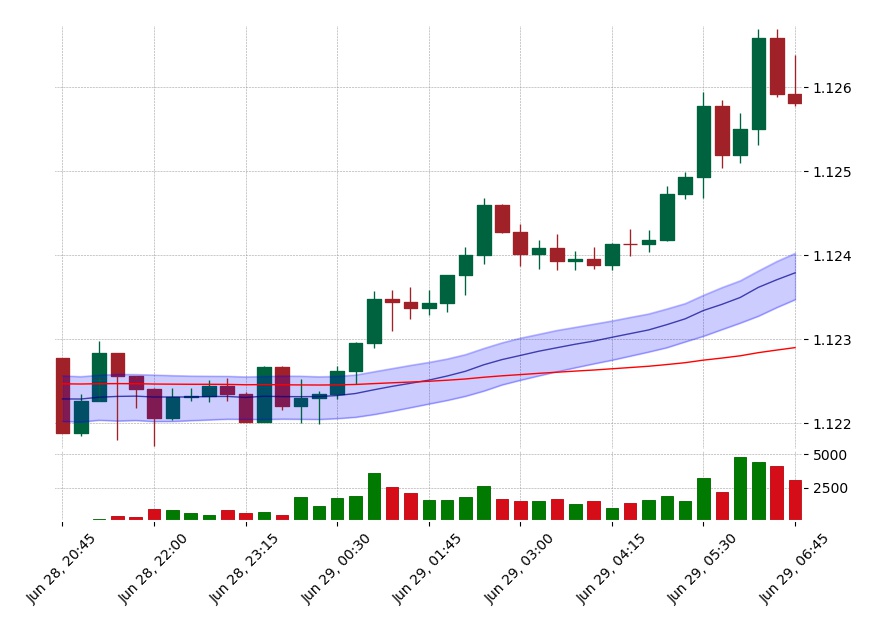 1.126
1.125
1.124
1.123
1.122
5000
2500
Jun 28, 20:45
Jun 28, 22:00
Jun 28, 23:15
Jun 29, 00:30
Jun 29, 01:45
Jun 29, 03:00
Jun 29, 04:15
Jun 29, 05:30
Jun 29, 06:45